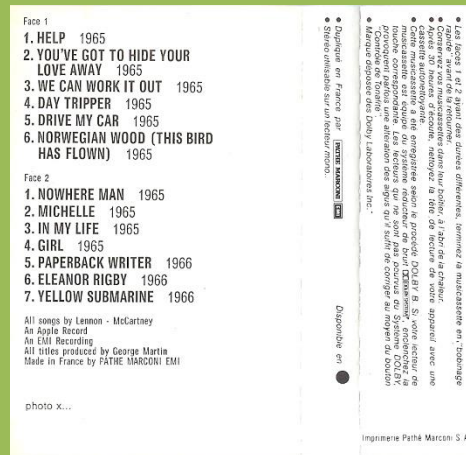 Face 1
1. HELP 1965
2. YOU'VE GOT TO HIDE YOUR
LOVE AWAY 1965
3. WE CAN WORK IT OUT 1965
4. DAY TRIPPER 1965
5. DRIVE MY CAR 1965
6. NORWEGIAN WOOD (THIS BIRD
HAS FLOWN) 1965
Face 2
1. NOWHERE MAN 1965
2. MICHELLE 1965
3. IN MY LIFE 1965
4. GIRL 1965
5. PAPERBACK WRITER 1966
6. ELEANOR RIGBY 1966
7. YELLOW SUBMARINE 1966
All songs by Lennon - McCartney
An Apple Record
An EMI Recording
All titles produced by George Martin
Made in France by PATHE MARCONI EMI
photo x...
• Les faces 1 et 2 ayant des durées différentes, terminez la musicassette en "bobinage
rapide" avant de la retourner.
• Conservez vos musicassettes dans leur boîtier, à l'abri de la chaleur.
• Après 30 heures d'écoute, nettoyez la tête de lecture de votre appareil avec une
cassette autonettoyante.
• Cette musicassette a été enregistrée selon le procédé DOLBY B. Si votre lecteur de
musicassette est équipé du système réducteur de bruit, enclenchez la
touche correspondante. Les lecteurs qui ne sont pas pourvus du Système DOLBY,
provoquent parfois une altération des aigus qu'il suffit de corriger au moyen du bouton
"Contrôle de Tonalité".
• Marque déposée des Dolby Laboratories Inc."
• Dupliqué en France par PATHE MARCONI EMI
• Stéréo utilisable sur un lecteur mono.
Disponible en
Imprimerie Pathé Marconi S.A